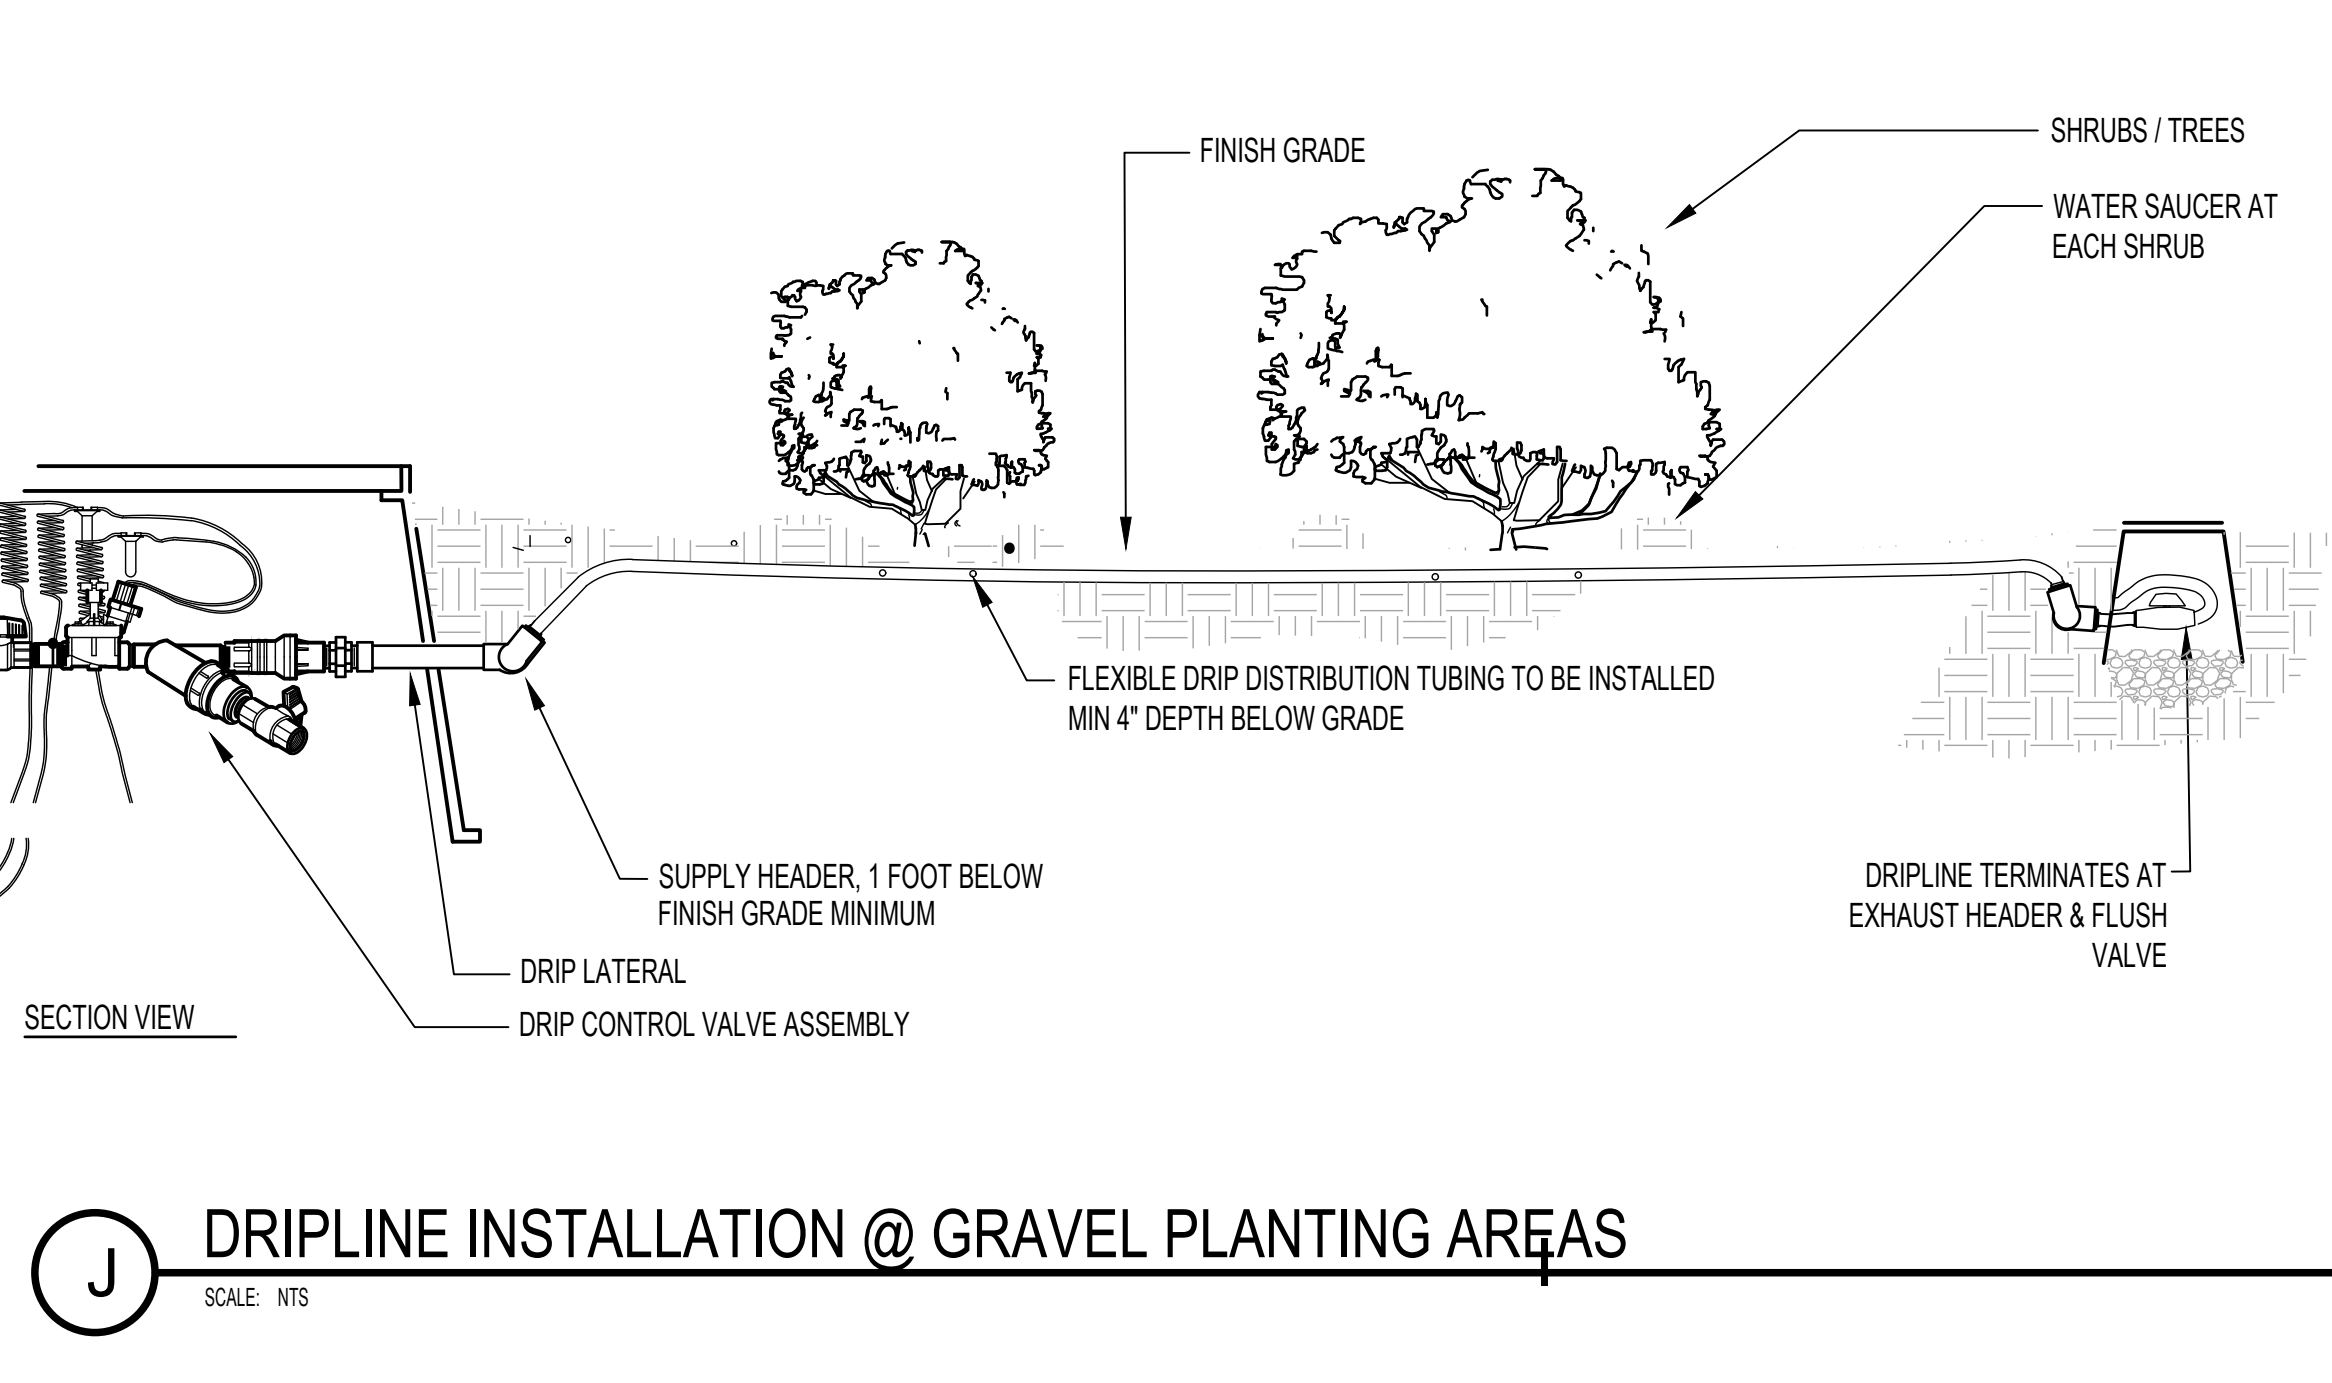 FINISH GRADE
SHRUBS / TREES
WATER SAUCER AT
EACH SHRUB
FLEXIBLE DRIP DISTRIBUTION TUBING TO BE INSTALLED
MIN 4" DEPTH BELOW GRADE
SUPPLY HEADER, 1 FOOT BELOW
FINISH GRADE MINIMUM
DRIPLINE TERMINATES AT
EXHAUST HEADER & FLUSH
VALVE
DRIP LATERAL
DRIP CONTROL VALVE ASSEMBLY
SECTION VIEW
J
DRIPLINE INSTALLATION @ GRAVEL PLANTING AREAS
SCALE: NTS